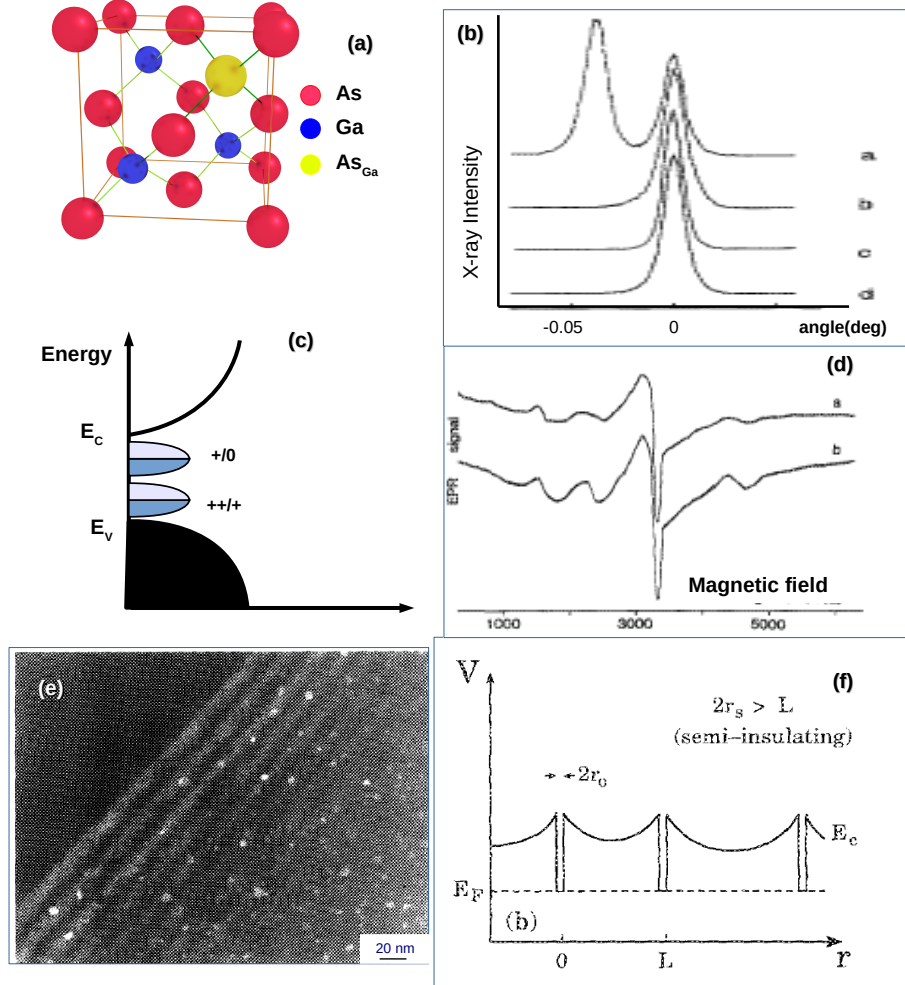 (a)
As
Ga
As_Ga
(b)
X-ray Intensity
a
b
c
d
-0.05 0 angle(deg)
(c)
Energy
E_C
+/0
++/+
E_V
(d)
EPR signal
a
b
Magnetic field
1000 3000 5000
(e)
20 nm
(f)
V
2r_s > L
(semi-insulating)
2r_o
E_c
E_F
(b)
0 L r